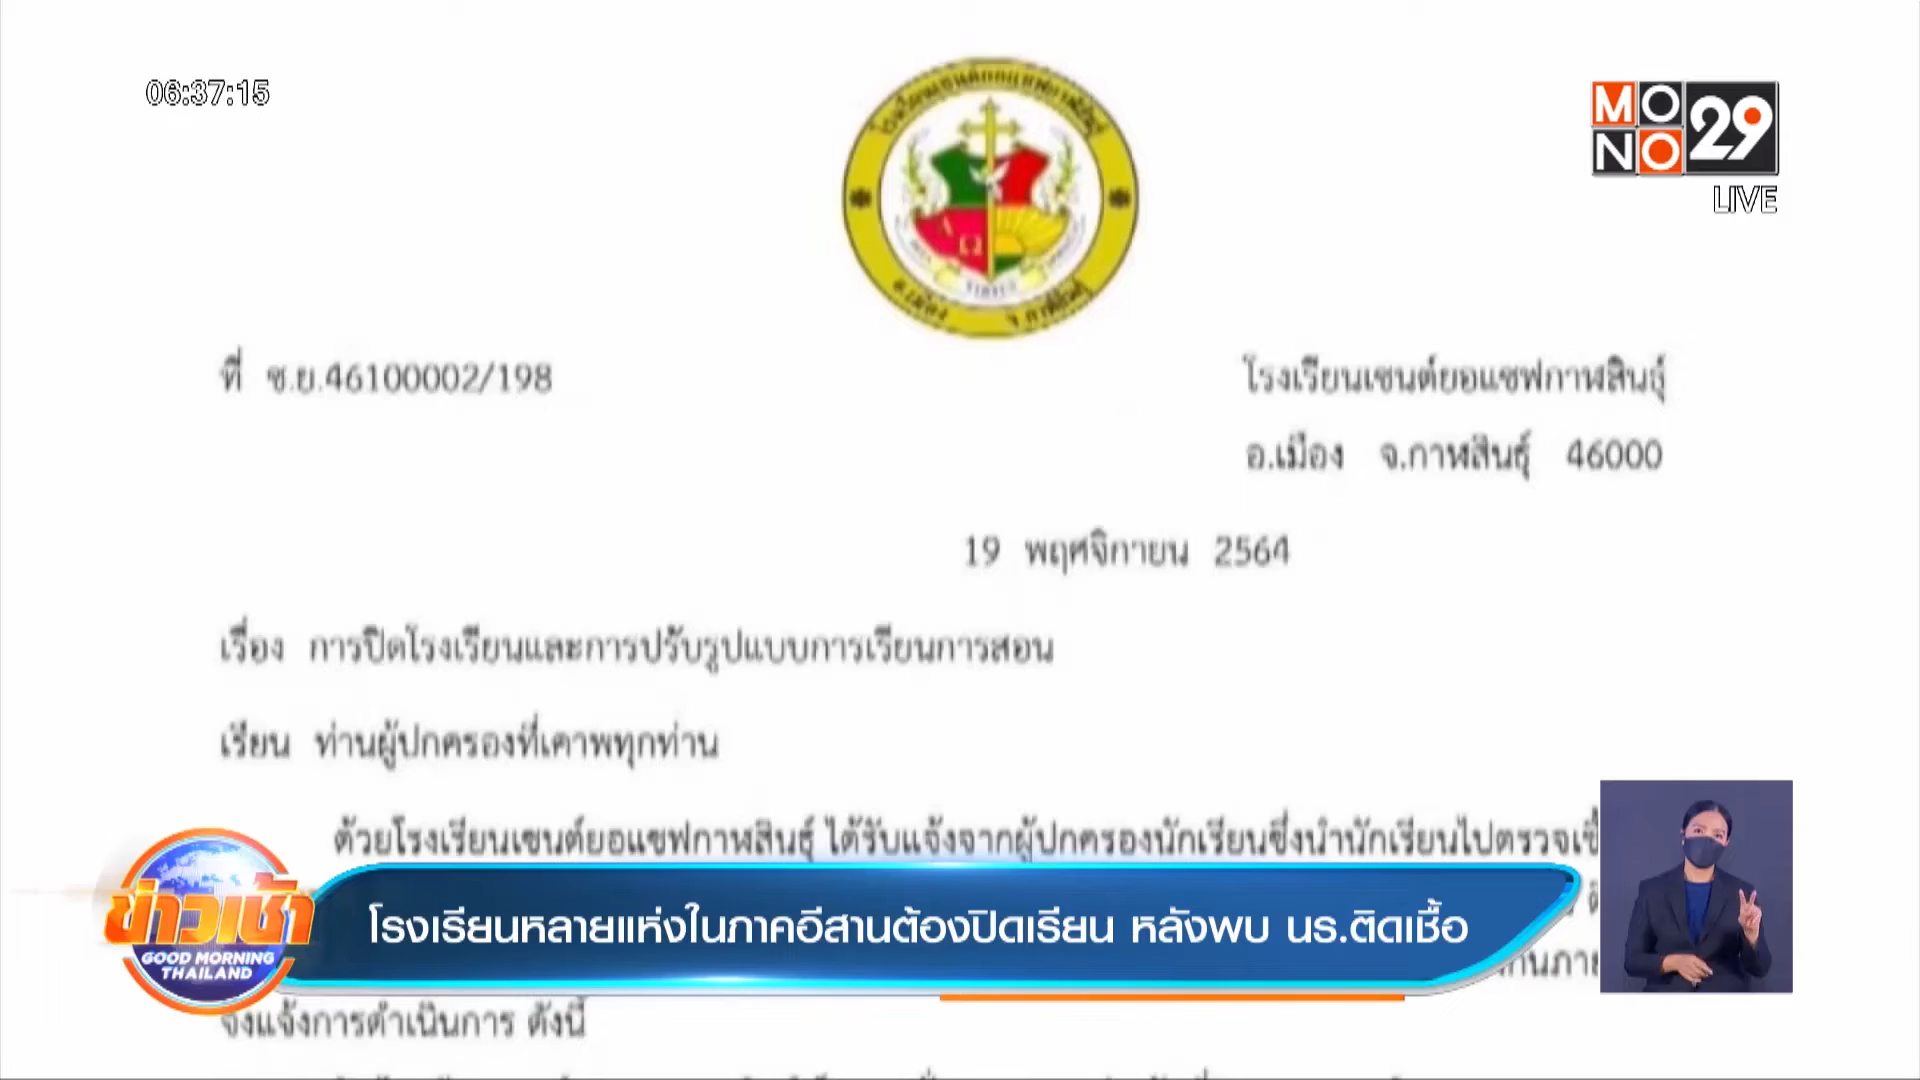 06:37:15
MONO 29
LIVE
ที่ ซ.ย.46100002/198
โรงเรียนเซนต์ยอแซฟกาฬสินธุ์
อ.เมือง จ.กาฬสินธุ์ 46000
19 พฤศจิกายน 2564
เรื่อง การปิดโรงเรียนและการปรับรูปแบบการเรียนการสอน
เรียน ท่านผู้ปกครองที่เคาพทุกท่าน
ด้วยโรงเรียนเซนต์ยอแซฟกาฬสินธุ์ ได้รับแจ้งจากผู้ปกครองนักเรียนซึ่งนำนักเรียนไปตรวจเชื้
ข่าวเช้า
GOOD MORNING
THAILAND
โรงเรียนหลายแห่งในภาคอีสานต้องปิดเรียน หลังพบ นร.ติดเชื้อ
จึงแจ้งการดำเนินการ ดังนี้